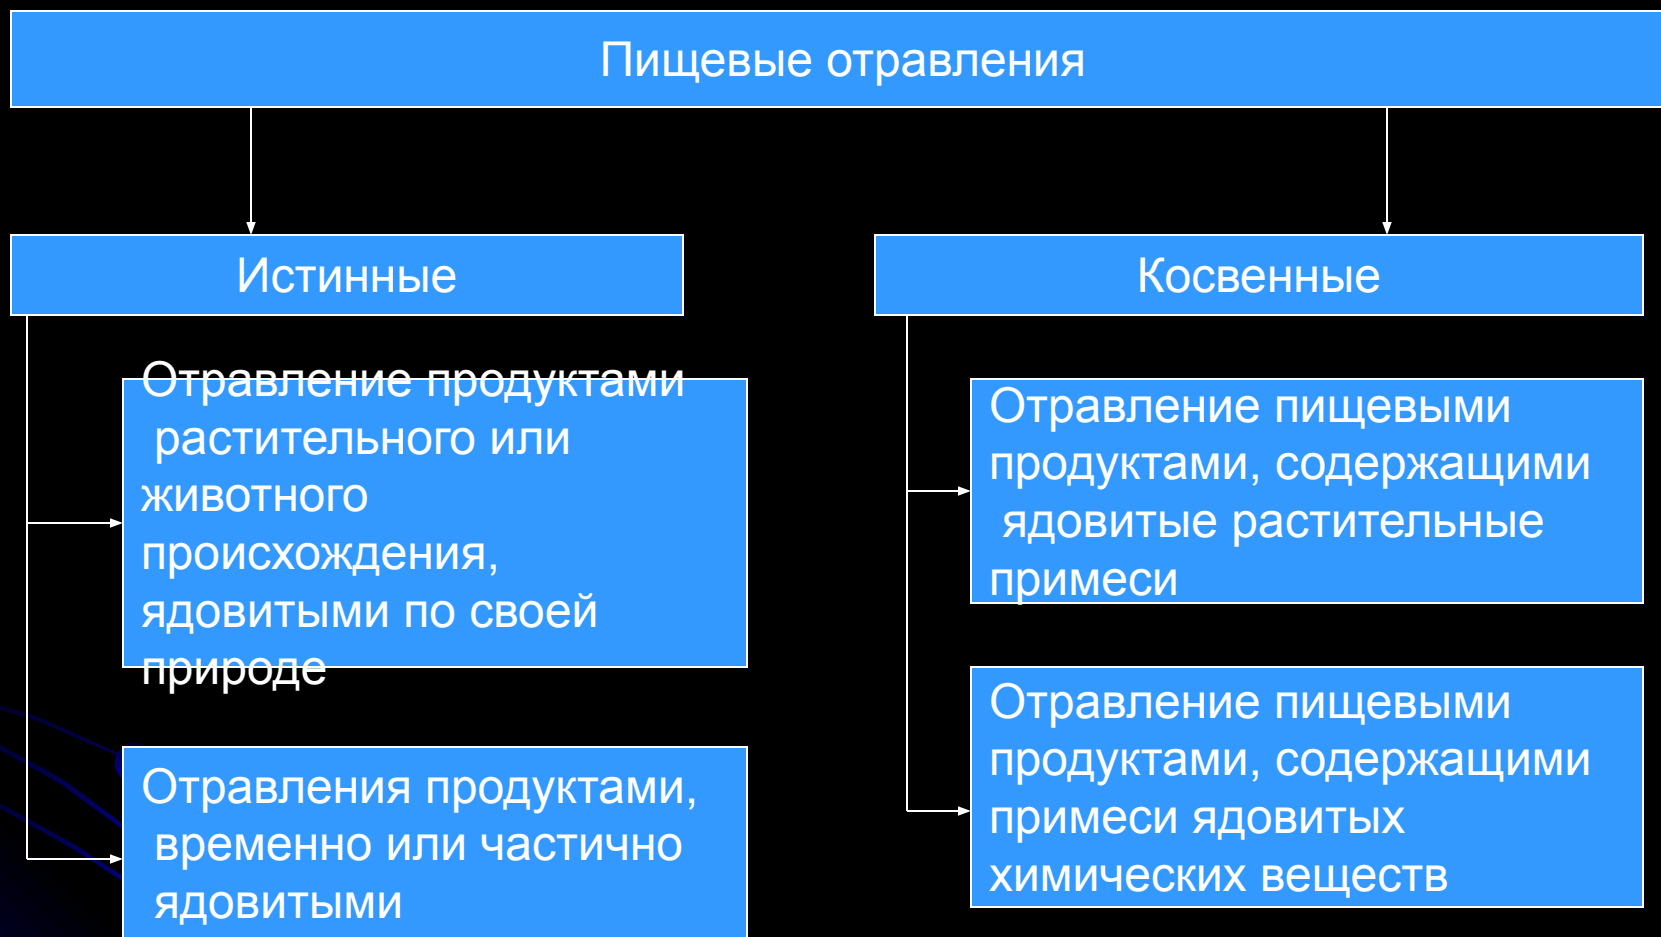 Пищевые отравления
Истинные
Косвенные
Отравление продуктами
растительного или
животного
происхождения,
ядовитыми по своей
природе
Отравления продуктами,
временно или частично
ядовитыми
Отравление пищевыми
продуктами, содержащими
ядовитые растительные
примеси
Отравление пищевыми
продуктами, содержащими
примеси ядовитых
химических веществ